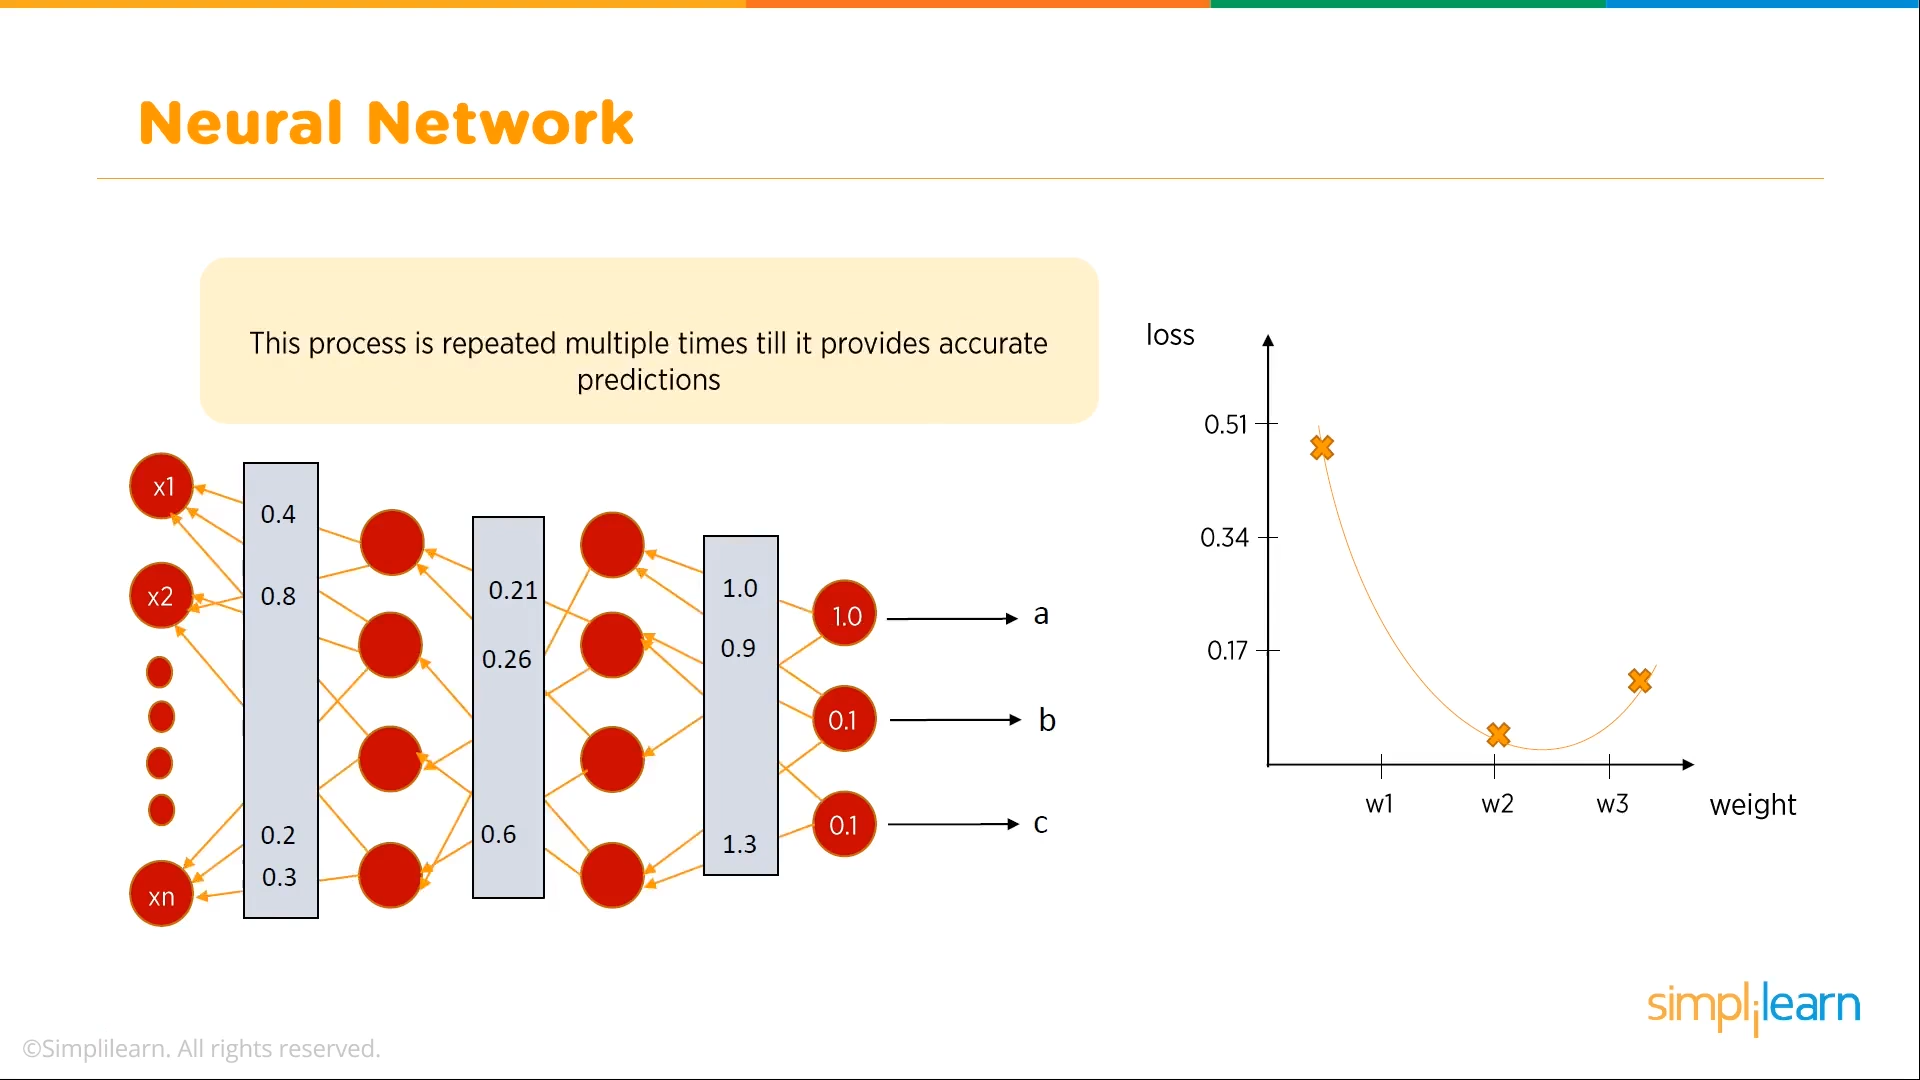 Neural Network
This process is repeated multiple times till it provides accurate
predictions
x1
x2
xn
0.4
0.8
0.2
0.3
0.21
0.26
0.6
1.0
0.9
1.3
1.0
0.1
0.1
a
b
c
loss
0.51
0.34
0.17
w1
w2
w3
weight
simplilearn
©Simplilearn. All rights reserved.